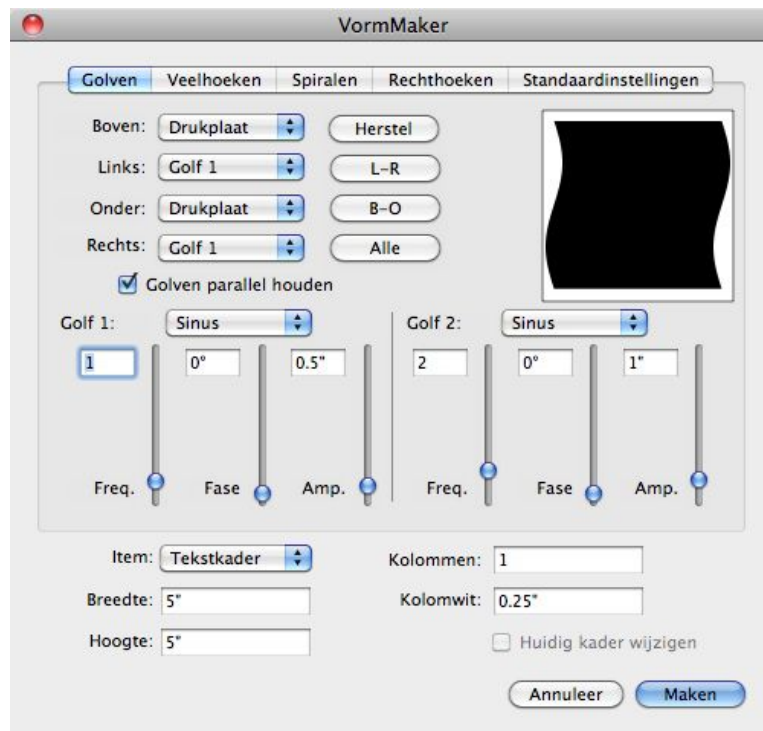 VormMaker
Golven Veelhoeken Spiralen Rechthoeken Standaardinstellingen
Boven: Drukplaat Herstel
Links: Golf 1 L-R
Onder: Drukplaat B-O
Rechts: Golf 1 Alle
Golven parallel houden
Golf 1: Sinus Golf 2: Sinus
1 0° 0.5" 2 0° 1"
Freq. Fase Amp. Freq. Fase Amp.
Item: Tekstkader Kolommen: 1
Breedte: 5" Kolomwit: 0.25"
Hoogte: 5" Huidig kader wijzigen
Annuleer Maken